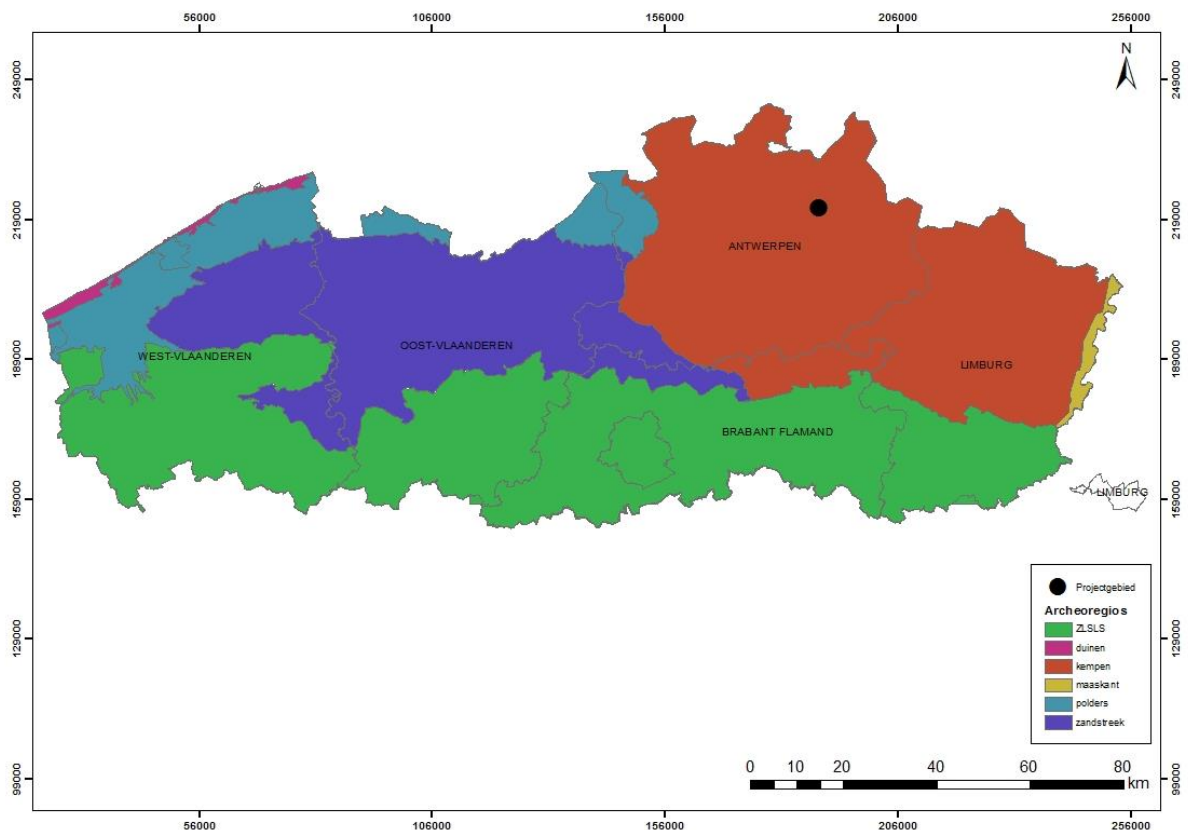 56000 106000 156000 206000 256000
N
249000 249000
219000 219000
ANTWERPEN
189000 189000
WEST-VLAANDEREN OOST-VLAANDEREN
LIMBURG
BRABANT FLAMAND
159000 159000
LIMBURG
Projectgebied
Archeoregios
ZLSLS
duinen
kempen
maaskant
polders
zandstreek
129000 129000
0 10 20 40 60 80
km
99000 99000
56000 106000 156000 206000 256000